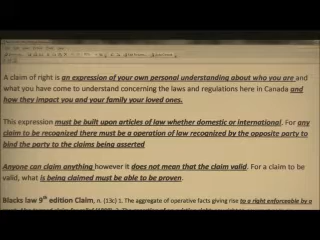 A claim of right is an expression of your own personal understanding about who you are and
what you have come to understand concerning the laws and regulations here in Canada and
how they impact you and your family your loved ones.
This expression must be built upon articles of law whether domestic or international. For any
claim to be recognized there must be a operation of law recognized by the opposite party to
bind the party to the claims being asserted
Anyone can claim anything however it does not mean that the claim valid. For a claim to be
valid, what is being claimed must be able to be proven.
Blacks law 9th edition Claim, n. (13c) 1. The aggregate of operative facts giving rise to a right enforceable by a